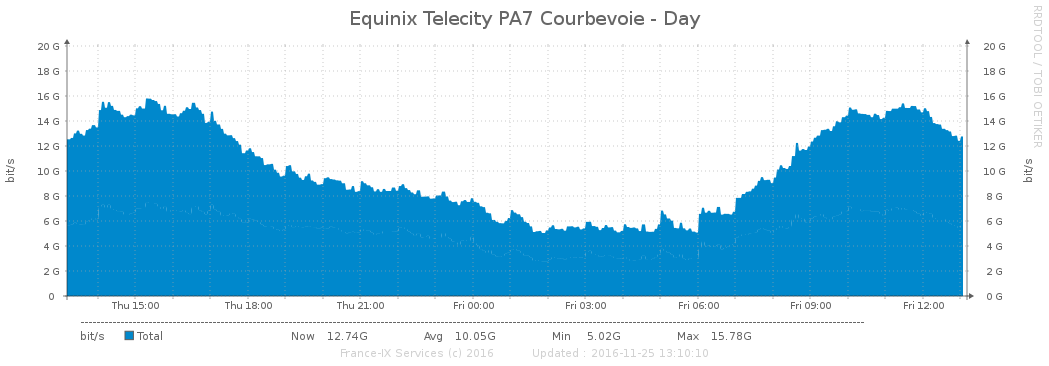 Equinix Telecity PA7 Courbevoie - Day
RRDTOOL / TOBI OETIKER
bit/s
20 G 20 G
18 G 18 G
16 G 16 G
14 G 14 G
12 G 12 G
10 G 10 G
8 G 8 G
6 G 6 G
4 G 4 G
2 G 2 G
0 0 G
bit/s
Thu 15:00 Thu 18:00 Thu 21:00 Fri 00:00 Fri 03:00 Fri 06:00 Fri 09:00 Fri 12:00
bit/s Total Now 12.74G Avg 10.05G Min 5.02G Max 15.78G
France-IX Services (c) 2016 Updated : 2016-11-25 13:10:10